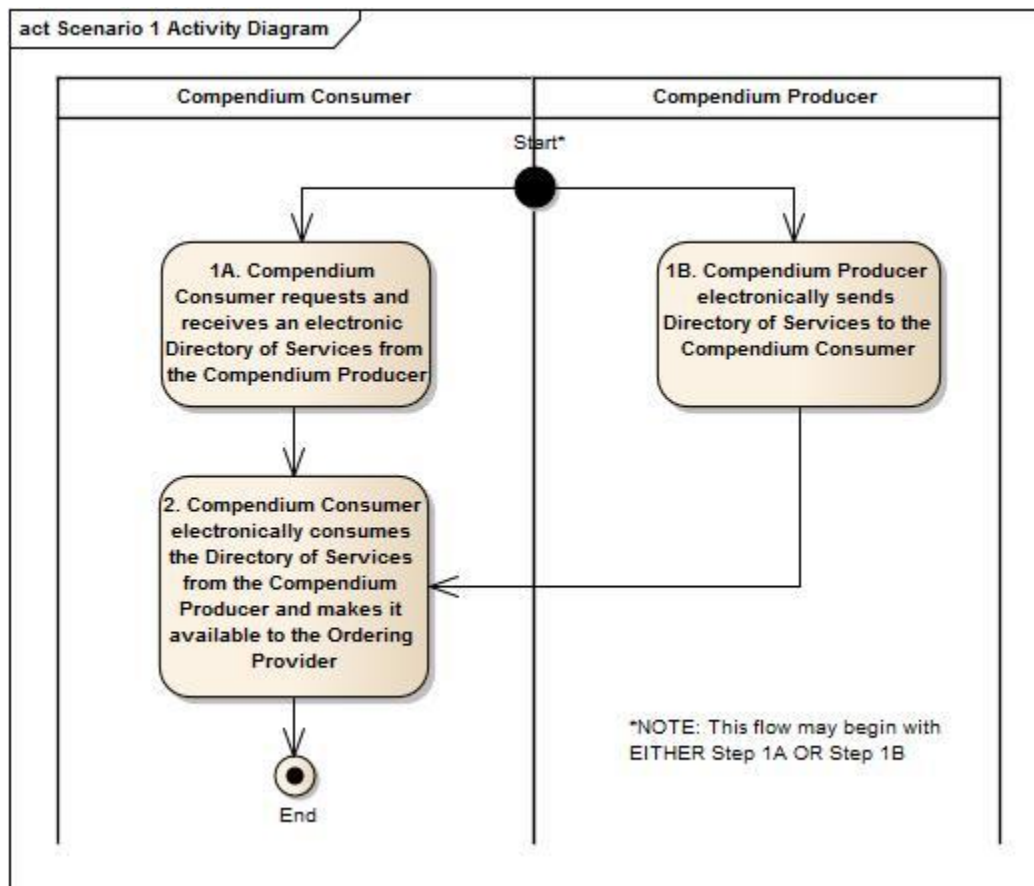 act Scenario 1 Activity Diagram
Compendium Consumer
Compendium Producer
Start*
1A. Compendium
Consumer requests and
receives an electronic
Directory of Services from
the Compendium Producer
1B. Compendium Producer
electronically sends
Directory of Services to the
Compendium Consumer
2. Compendium Consumer
electronically consumes
the Directory of Services
from the Compendium
Producer and makes it
available to the Ordering
Provider
*NOTE: This flow may begin with
EITHER Step 1A OR Step 1B
End